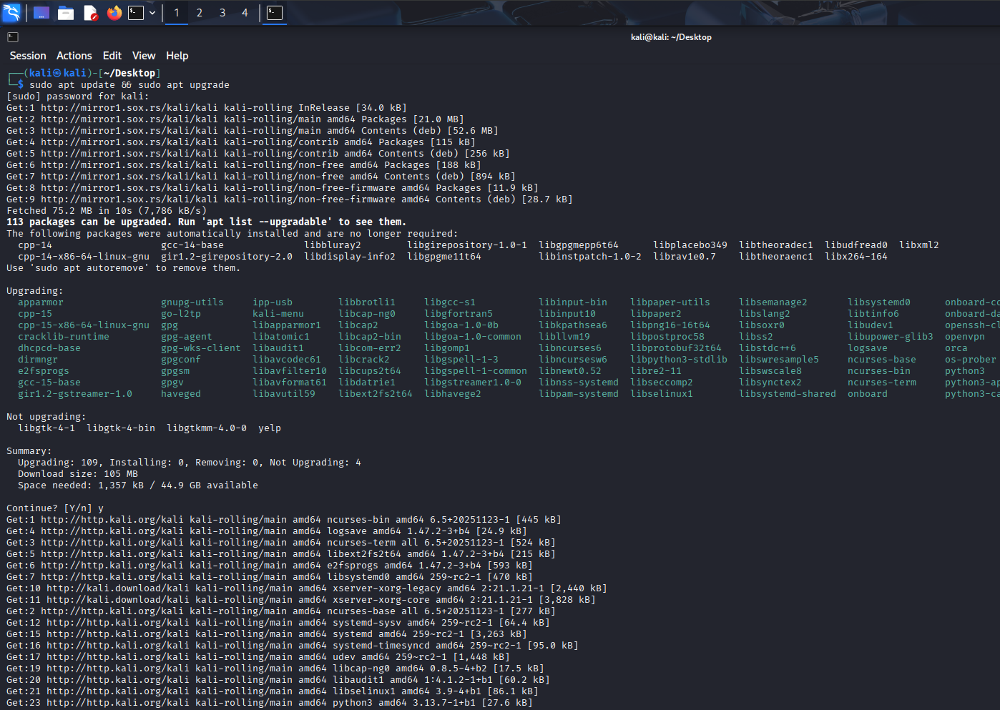 1 2 3 4
kali@kali: ~/Desktop
Session Actions Edit View Help
┌──(kali㉿kali)-[~/Desktop]
└─$ sudo apt update && sudo apt upgrade
[sudo] password for kali:
Get:1 http://mirror1.sox.rs/kali/kali kali-rolling InRelease [34.0 kB]
Get:2 http://mirror1.sox.rs/kali/kali kali-rolling/main amd64 Packages [21.0 MB]
Get:3 http://mirror1.sox.rs/kali/kali kali-rolling/main amd64 Contents (deb) [52.6 MB]
Get:4 http://mirror1.sox.rs/kali/kali kali-rolling/contrib amd64 Packages [115 kB]
Get:5 http://mirror1.sox.rs/kali/kali kali-rolling/contrib amd64 Contents (deb) [256 kB]
Get:6 http://mirror1.sox.rs/kali/kali kali-rolling/non-free amd64 Packages [188 kB]
Get:7 http://mirror1.sox.rs/kali/kali kali-rolling/non-free amd64 Contents (deb) [894 kB]
Get:8 http://mirror1.sox.rs/kali/kali kali-rolling/non-free-firmware amd64 Packages [11.9 kB]
Get:9 http://mirror1.sox.rs/kali/kali kali-rolling/non-free-firmware amd64 Contents (deb) [28.7 kB]
Fetched 75.2 MB in 10s (7,786 kB/s)
113 packages can be upgraded. Run 'apt list --upgradable' to see them.
The following packages were automatically installed and are no longer required:
cpp-14 gcc-14-base libbluray2 libgirepository-1.0-1 libgpgmepp6t64 libplacebo349 libtheoradec1 libudfread0 libxml2
cpp-14-x86-64-linux-gnu gir1.2-girepository-2.0 libdisplay-info2 libgpgme11t64 libinstpatch-1.0-2 librav1e0.7 libtheoraenc1 libx264-164
Use 'sudo apt autoremove' to remove them.
Upgrading:
apparmor gnupg-utils ipp-usb libbrotli1 libgcc-s1 libinput-bin libpaper-utils libsemanage2 libsystemd0 onboard-co
cpp-15 go-l2tp kali-menu libcap-ng0 libgfortran5 libinput10 libpaper2 libslang2 libtinfo6 onboard-da
cpp-15-x86-64-linux-gnu gpg libapparmor1 libcap2 libgoa-1.0-0b libkpathsea6 libpng16-16t64 libsoxr0 libudev1 openssh-cl
cracklib-runtime gpg-agent libatomic1 libcap2-bin libgoa-1.0-common libllvm19 libpostproc58 libss2 libupower-glib3 openvpn
dhcpcd-base gpg-wks-client libaudit1 libcom-err2 libgomp1 libncurses6 libprotobuf32t64 libstdc++6 logsave orca
dirmngr gpgconf libavcodec61 libcrack2 libgspell-1-3 libncursesw6 libpython3-stdlib libswresample5 ncurses-base os-prober
e2fsprogs gpgsm libavfilter10 libcups2t64 libgspell-1-common libnewt0.52 libre2-11 libswscale8 ncurses-bin python3
gcc-15-base gpgv libavformat61 libdatrie1 libgstreamer1.0-0 libnss-systemd libseccomp2 libsynctex2 ncurses-term python3-ap
gir1.2-gstreamer-1.0 haveged libavutil59 libext2fs2t64 libhavege2 libpam-systemd libselinux1 libsystemd-shared onboard python3-ca
Not upgrading:
libgtk-4-1 libgtk-4-bin libgtkmm-4.0-0 yelp
Summary:
Upgrading: 109, Installing: 0, Removing: 0, Not Upgrading: 4
Download size: 105 MB
Space needed: 1,357 kB / 44.9 GB available
Continue? [Y/n] y
Get:1 http://http.kali.org/kali kali-rolling/main amd64 ncurses-bin amd64 6.5+20251123-1 [445 kB]
Get:4 http://http.kali.org/kali kali-rolling/main amd64 logsave amd64 1.47.2-3+b4 [24.9 kB]
Get:3 http://http.kali.org/kali kali-rolling/main amd64 ncurses-term all 6.5+20251123-1 [524 kB]
Get:5 http://http.kali.org/kali kali-rolling/main amd64 libext2fs2t64 amd64 1.47.2-3+b4 [215 kB]
Get:6 http://http.kali.org/kali kali-rolling/main amd64 e2fsprogs amd64 1.47.2-3+b4 [593 kB]
Get:7 http://http.kali.org/kali kali-rolling/main amd64 libsystemd0 amd64 259~rc2-1 [470 kB]
Get:10 http://kali.download/kali kali-rolling/main amd64 xserver-xorg-legacy amd64 2:21.1.21-1 [2,440 kB]
Get:11 http://kali.download/kali kali-rolling/main amd64 xserver-xorg-core amd64 2:21.1.21-1 [3,828 kB]
Get:2 http://http.kali.org/kali kali-rolling/main amd64 ncurses-base all 6.5+20251123-1 [277 kB]
Get:12 http://http.kali.org/kali kali-rolling/main amd64 systemd-sysv amd64 259~rc2-1 [64.4 kB]
Get:15 http://http.kali.org/kali kali-rolling/main amd64 systemd amd64 259~rc2-1 [3,263 kB]
Get:16 http://http.kali.org/kali kali-rolling/main amd64 systemd-timesyncd amd64 259~rc2-1 [95.0 kB]
Get:17 http://http.kali.org/kali kali-rolling/main amd64 udev amd64 259~rc2-1 [1,448 kB]
Get:19 http://http.kali.org/kali kali-rolling/main amd64 libcap-ng0 amd64 0.8.5-4+b2 [17.5 kB]
Get:20 http://http.kali.org/kali kali-rolling/main amd64 libaudit1 amd64 1:4.1.2-1+b1 [60.2 kB]
Get:21 http://http.kali.org/kali kali-rolling/main amd64 libselinux1 amd64 3.9-4+b1 [86.1 kB]
Get:23 http://http.kali.org/kali kali-rolling/main amd64 python3 amd64 3.13.7-1+b1 [27.6 kB]